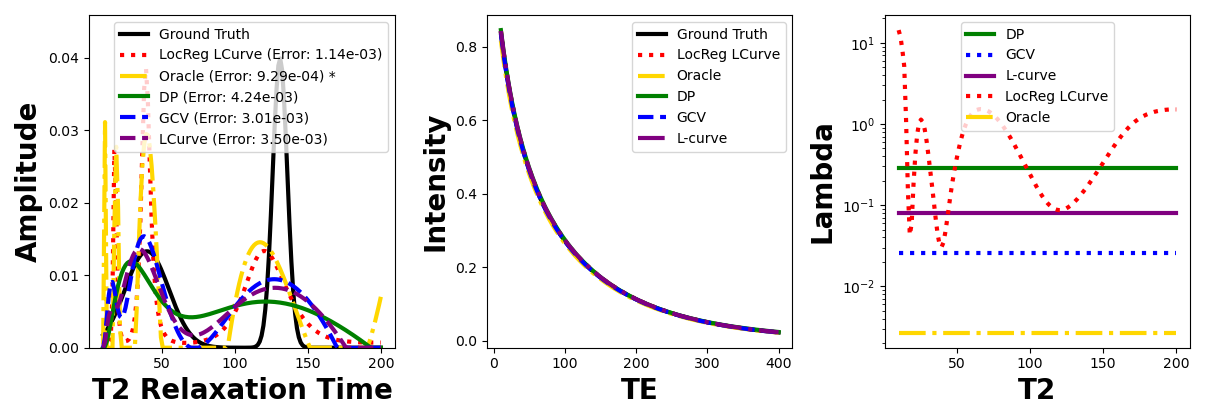 Amplitude
0.04
0.03
0.02
0.01
0.00
50
100
150
200
T2 Relaxation Time
Ground Truth
LocReg LCurve (Error: 1.14e-03)
Oracle (Error: 9.29e-04) *
DP (Error: 4.24e-03)
GCV (Error: 3.01e-03)
LCurve (Error: 3.50e-03)
Intensity
0.8
0.6
0.4
0.2
0.0
0
100
200
300
400
TE
Ground Truth
LocReg LCurve
Oracle
DP
GCV
L-curve
Lambda
10¹
10⁰
10⁻¹
10⁻²
50
100
150
200
T2
DP
GCV
L-curve
LocReg LCurve
Oracle